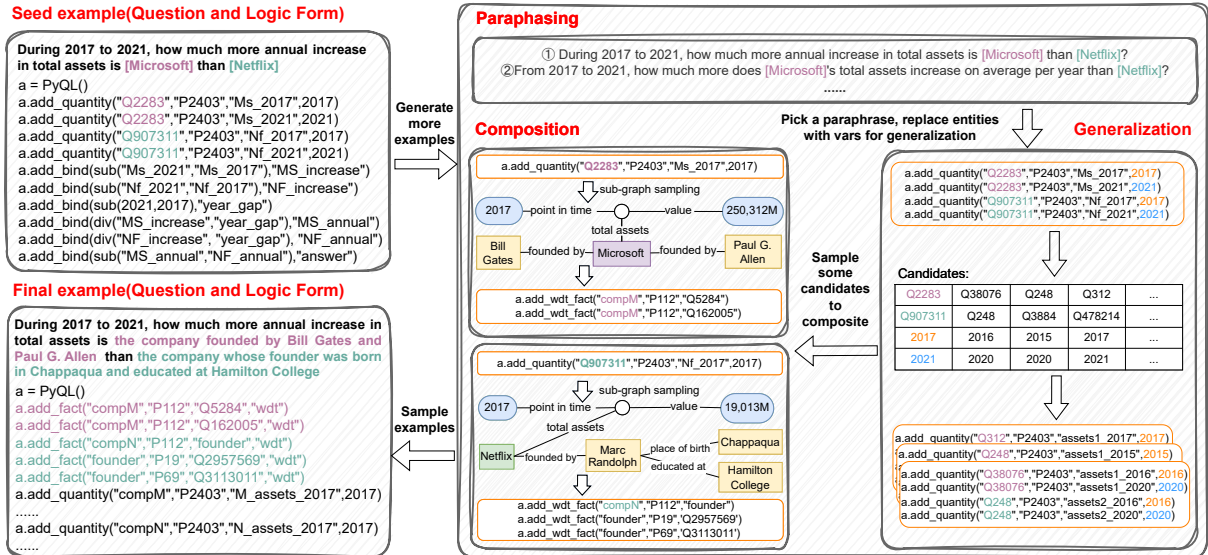 Seed example(Question and Logic Form)
During 2017 to 2021, how much more annual increase
in total assets is [Microsoft] than [Netflix]
a = PyQL()
a.add_quantity("Q2283","P2403","Ms_2017",2017)
a.add_quantity("Q2283","P2403","Ms_2021",2021)
a.add_quantity("Q907311","P2403","Nf_2017",2017)
a.add_quantity("Q907311","P2403","Nf_2021",2021)
a.add_bind(sub("Ms_2021","Ms_2017"),"MS_increase")
a.add_bind(sub("Nf_2021","Nf_2017"),"NF_increase")
a.add_bind(sub(2021,2017),"year_gap")
a.add_bind(div("MS_increase","year_gap"),"MS_annual")
a.add_bind(div("NF_increase", "year_gap"), "NF_annual")
a.add_bind(sub("MS_annual","NF_annual"),"answer")
Final example(Question and Logic Form)
During 2017 to 2021, how much more annual increase in
total assets is the company founded by Bill Gates and
Paul G. Allen than the company whose founder was born
in Chappaqua and educated at Hamilton College
a = PyQL()
a.add_fact("compM","P112","Q5284","wdt")
a.add_fact("compM","P112","Q162005","wdt")
a.add_fact("compN","P112","founder","wdt")
a.add_fact("founder","P19","Q2957569","wdt")
a.add_fact("founder","P69","Q3113011","wdt")
a.add_quantity("compM","P2403","M_assets_2017",2017)
......
a.add_quantity("compN","P2403","N_assets_2017",2017)
......
Generate
more
examples
Sample
examples
Paraphasing
① During 2017 to 2021, how much more annual increase in total assets is [Microsoft] than [Netflix]?
②From 2017 to 2021, how much more does [Microsoft]'s total assets increase on average per year than [Netflix]?
......
Pick a paraphrase, replace entities
with vars for generalization
Composition
a.add_quantity("Q2283","P2403","Ms_2017",2017)
sub-graph sampling
2017
point in time
value
250,312M
total assets
Bill
Gates
founded by
Microsoft
founded by
Paul G.
Allen
a.add_wdt_fact("compM","P112","Q5284")
a.add_wdt_fact("compM","P112","Q162005")
a.add_quantity("Q907311","P2403","Nf_2017",2017)
sub-graph sampling
2017
point in time
value
19,013M
total assets
Netflix
founded by
Marc
Randolph
place of birth
Chappaqua
educated at
Hamilton
College
a.add_wdt_fact("compN","P112","founder")
a.add_wdt_fact("founder","P19",'Q2957569')
a.add_wdt_fact("founder","P69",'Q3113011')
Sample
some
candidates
to
composite
Generalization
a.add_quantity("Q2283","P2403","Ms_2017",2017)
a.add_quantity("Q2283","P2403","Ms_2021",2021)
a.add_quantity("Q907311","P2403","Nf_2017",2017)
a.add_quantity("Q907311","P2403","Nf_2021",2021)
Candidates:
Q2283 Q38076 Q248 Q312 ...
Q907311 Q248 Q3884 Q478214 ...
2017 2016 2015 2017 ...
2021 2020 2020 2021 ...
a.add_quantity("Q312","P2403","assets1_2017",2017)
a.add_quantity("Q248","P2403","assets1_2015",2015)
a.add_quantity("Q38076","P2403","assets1_2016",2016)
a.add_quantity("Q38076","P2403","assets1_2020",2020)
a.add_quantity("Q248","P2403","assets2_2016",2016)
a.add_quantity("Q248","P2403","assets2_2020",2020)